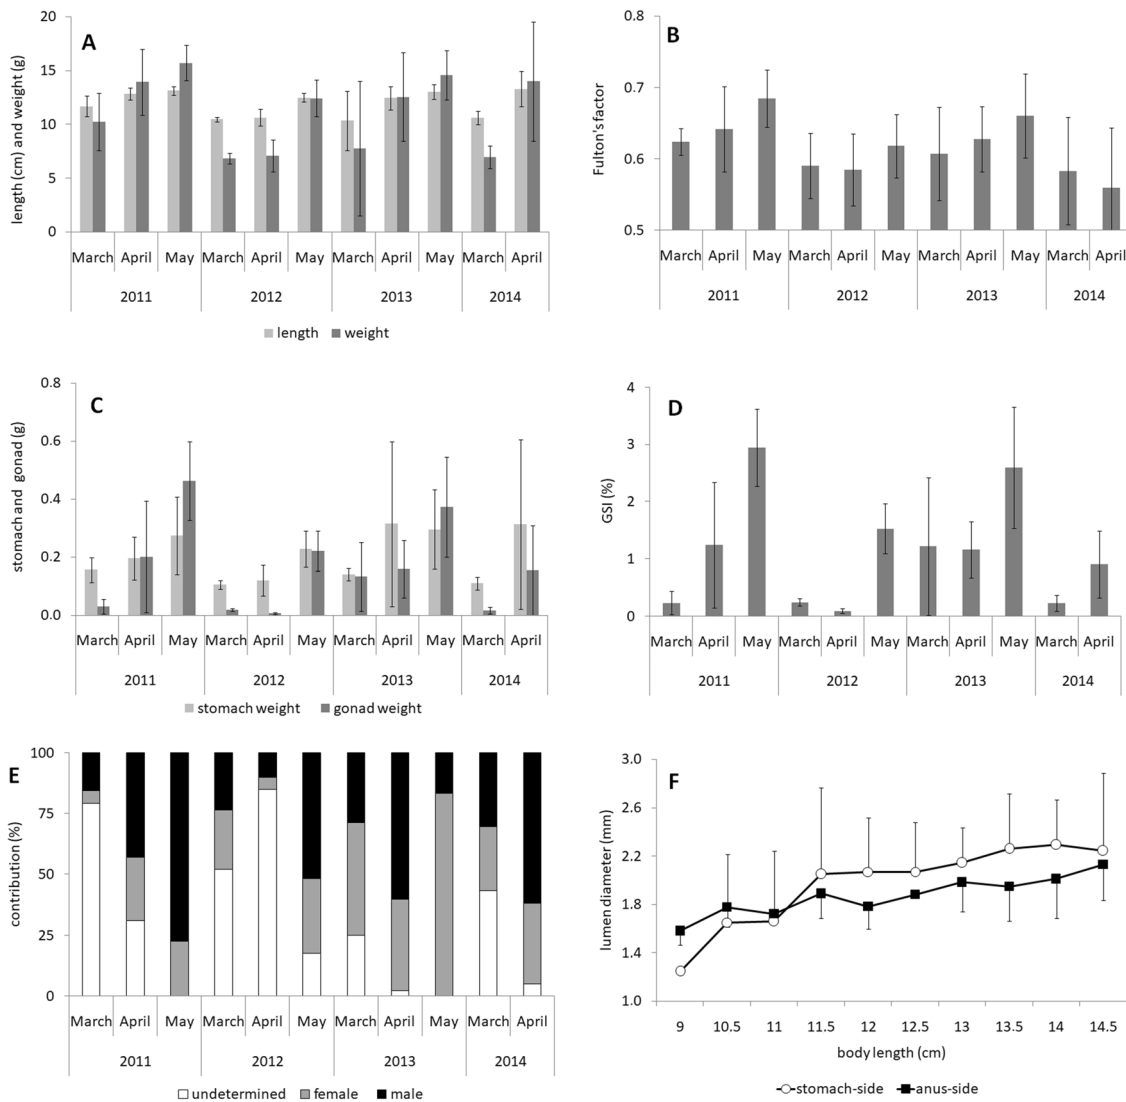 A
length (cm) and weight (g)
20
15
10
5
0
March April May March April May March April May March April
2011 2012 2013 2014
length weight
B
Fulton's factor
0.8
0.7
0.6
0.5
March April May March April May March April May March April
2011 2012 2013 2014
C
stomach and gonad (g)
0.8
0.6
0.4
0.2
0.0
March April May March April May March April May March April
2011 2012 2013 2014
stomach weight gonad weight
D
GSI (%)
4
3
2
1
0
March April May March April May March April May March April
2011 2012 2013 2014
E
contribution (%)
100
75
50
25
0
March April May March April May March April May March April
2011 2012 2013 2014
undetermined female male
F
lumen diameter (mm)
3.0
2.6
2.2
1.8
1.4
1.0
9 10.5 11 11.5 12 12.5 13 13.5 14 14.5
body length (cm)
stomach-side anus-side